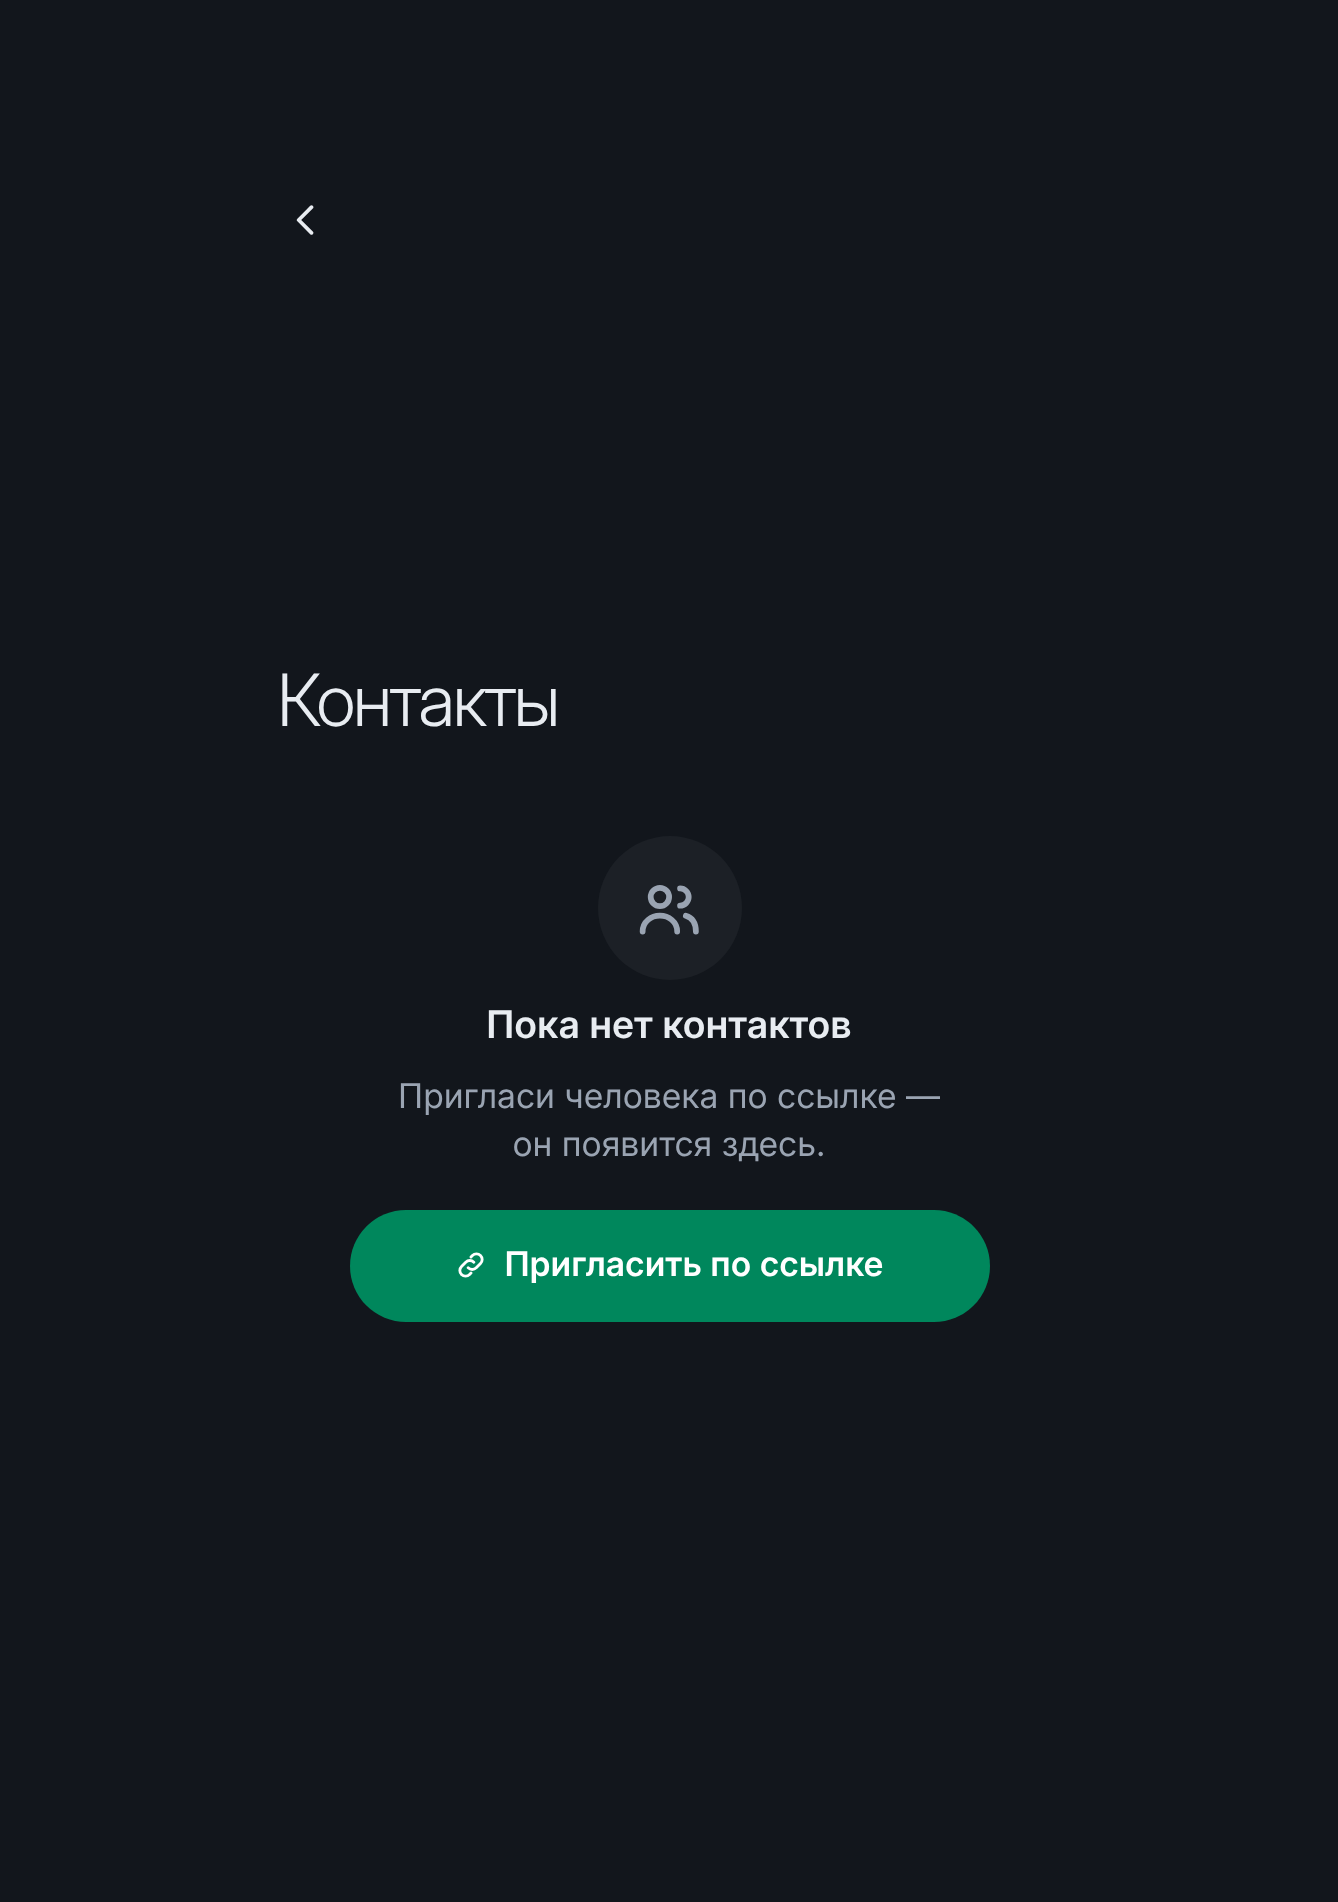 Контакты
Пока нет контактов
Пригласи человека по ссылке —
он появится здесь.
Пригласить по ссылке